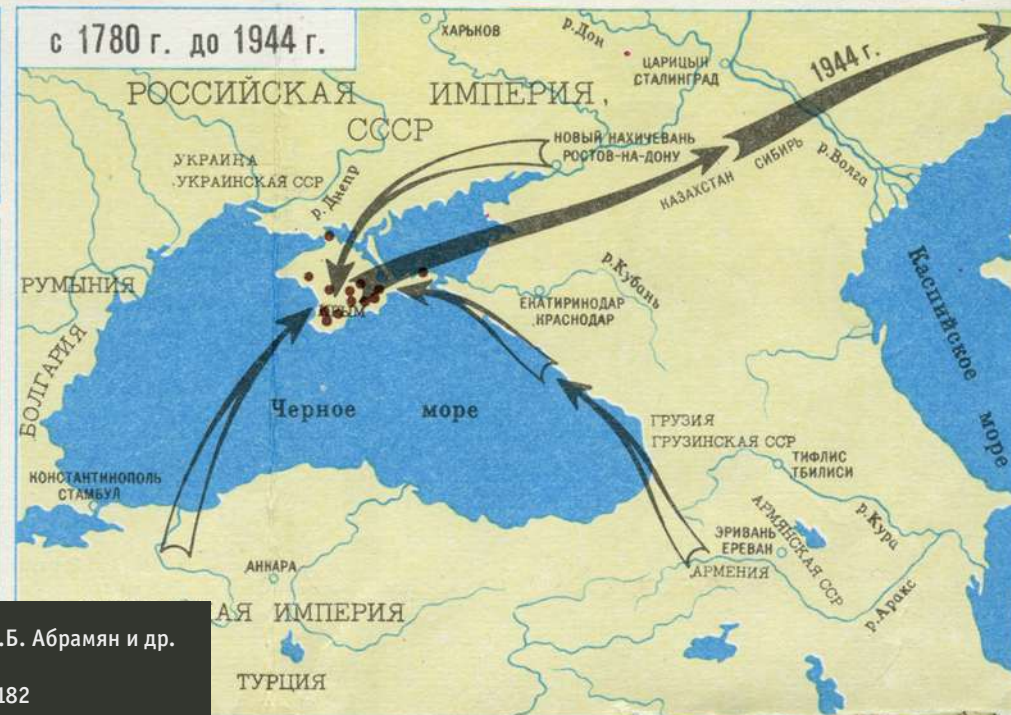 с 1780 г. до 1944 г.
ХАРЬКОВ
р. Дон
ЦАРИЦЫН
СТАЛИНГРАД
1944 г.
РОССИЙСКАЯ ИМПЕРИЯ,
СССР
НОВЫЙ НАХИЧЕВАНЬ
РОСТОВ-НА-ДОНУ
УКРАИНА
УКРАИНСКАЯ ССР
р. Днепр
КАЗАХСТАН СИБИРЬ
р. Волга
РУМЫНИЯ
КРЫМ
р. Кубань
ЕКАТИРИНОДАР
КРАСНОДАР
Каспийское
море
БОЛГАРИЯ
Черное море
ГРУЗИЯ
ГРУЗИНСКАЯ ССР
ТИФЛИС
ТБИЛИСИ
КОНСТАНТИНОПОЛЬ
СТАМБУЛ
АРМЯНСКАЯ ССР
р. Кура
ЭРИВАНЬ
ЕРЕВАН
АРМЕНИЯ
АНКАРА
р. Аракс
АЯ ИМПЕРИЯ
.Б. Абрамян и др.
182
ТУРЦИЯ